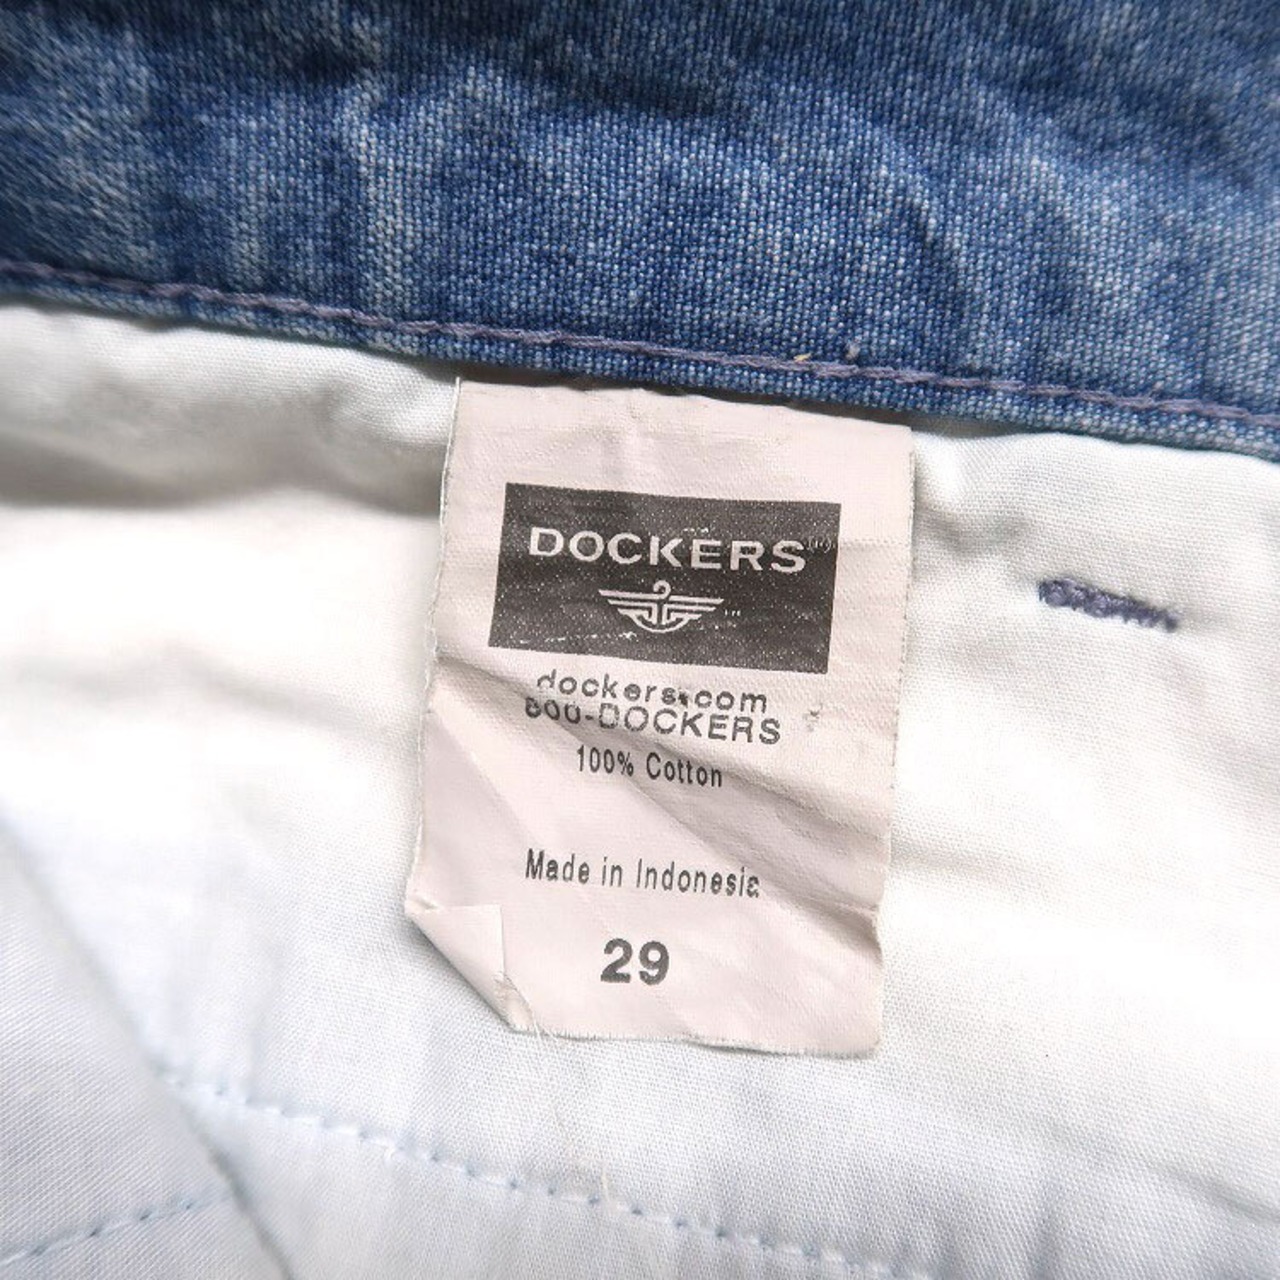 DOCKERS®
dockers.com
800-DOCKERS
100% Cotton
Made in Indonesia
29